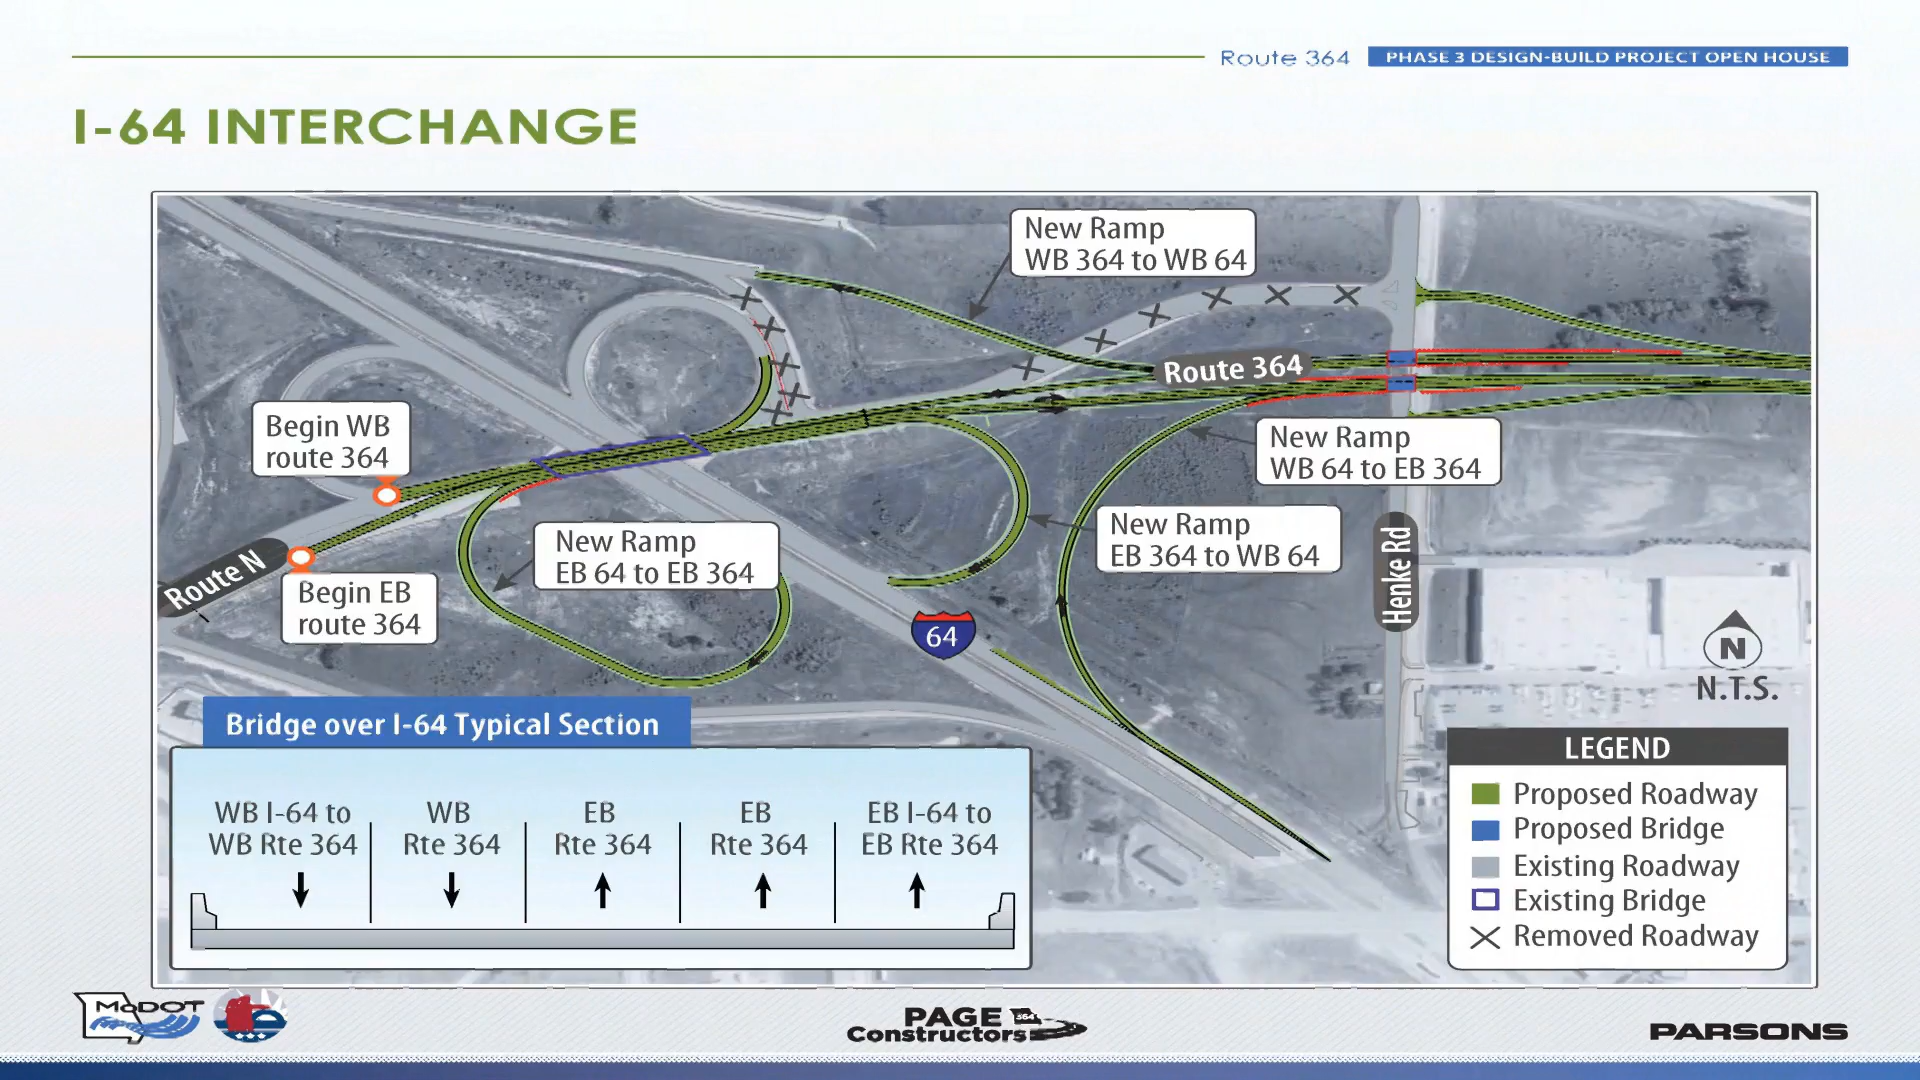 Route 364
PHASE 3 DESIGN-BUILD PROJECT OPEN HOUSE
I-64 INTERCHANGE
New Ramp
WB 364 to WB 64
Route 364
Begin WB
route 364
New Ramp
WB 64 to EB 364
New Ramp
EB 64 to EB 364
New Ramp
EB 364 to WB 64
Henke Rd
Route N
Begin EB
route 364
64
N
N.T.S.
Bridge over I-64 Typical Section
WB I-64 to
WB Rte 364
WB
Rte 364
EB
Rte 364
EB
Rte 364
EB I-64 to
EB Rte 364
LEGEND
Proposed Roadway
Proposed Bridge
Existing Roadway
Existing Bridge
Removed Roadway
MoDOT
PAGE 364
Constructors
PARSONS